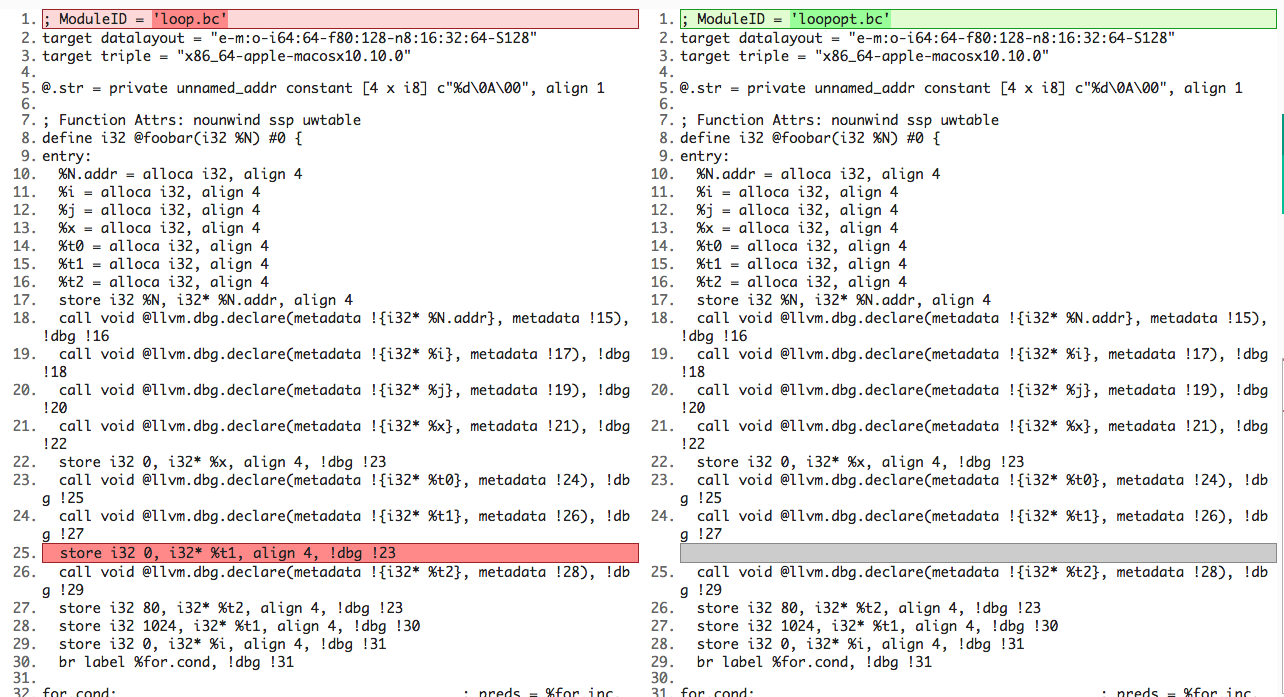 1. ; ModuleID = 'loop.bc'
2. target datalayout = "e-m:o-i64:64-f80:128-n8:16:32:64-S128"
3. target triple = "x86_64-apple-macosx10.10.0"
4.
5. @.str = private unnamed_addr constant [4 x i8] c"%d\0A\00", align 1
6.
7. ; Function Attrs: nounwind ssp uwtable
8. define i32 @foobar(i32 %N) #0 {
9. entry:
10. %N.addr = alloca i32, align 4
11. %i = alloca i32, align 4
12. %j = alloca i32, align 4
13. %x = alloca i32, align 4
14. %t0 = alloca i32, align 4
15. %t1 = alloca i32, align 4
16. %t2 = alloca i32, align 4
17. store i32 %N, i32* %N.addr, align 4
18. call void @llvm.dbg.declare(metadata !{i32* %N.addr}, metadata !15),
!dbg !16
19. call void @llvm.dbg.declare(metadata !{i32* %i}, metadata !17), !dbg
!18
20. call void @llvm.dbg.declare(metadata !{i32* %j}, metadata !19), !dbg
!20
21. call void @llvm.dbg.declare(metadata !{i32* %x}, metadata !21), !dbg
!22
22. store i32 0, i32* %x, align 4, !dbg !23
23. call void @llvm.dbg.declare(metadata !{i32* %t0}, metadata !24), !db
g !25
24. call void @llvm.dbg.declare(metadata !{i32* %t1}, metadata !26), !db
g !27
25. store i32 0, i32* %t1, align 4, !dbg !23
26. call void @llvm.dbg.declare(metadata !{i32* %t2}, metadata !28), !db
g !29
27. store i32 80, i32* %t2, align 4, !dbg !23
28. store i32 1024, i32* %t1, align 4, !dbg !30
29. store i32 0, i32* %i, align 4, !dbg !31
30. br label %for.cond, !dbg !31
31.
32. for.cond: ; preds = %for.inc,
1. ; ModuleID = 'loopopt.bc'
2. target datalayout = "e-m:o-i64:64-f80:128-n8:16:32:64-S128"
3. target triple = "x86_64-apple-macosx10.10.0"
4.
5. @.str = private unnamed_addr constant [4 x i8] c"%d\0A\00", align 1
6.
7. ; Function Attrs: nounwind ssp uwtable
8. define i32 @foobar(i32 %N) #0 {
9. entry:
10. %N.addr = alloca i32, align 4
11. %i = alloca i32, align 4
12. %j = alloca i32, align 4
13. %x = alloca i32, align 4
14. %t0 = alloca i32, align 4
15. %t1 = alloca i32, align 4
16. %t2 = alloca i32, align 4
17. store i32 %N, i32* %N.addr, align 4
18. call void @llvm.dbg.declare(metadata !{i32* %N.addr}, metadata !15),
!dbg !16
19. call void @llvm.dbg.declare(metadata !{i32* %i}, metadata !17), !dbg
!18
20. call void @llvm.dbg.declare(metadata !{i32* %j}, metadata !19), !dbg
!20
21. call void @llvm.dbg.declare(metadata !{i32* %x}, metadata !21), !dbg
!22
22. store i32 0, i32* %x, align 4, !dbg !23
23. call void @llvm.dbg.declare(metadata !{i32* %t0}, metadata !24), !db
g !25
24. call void @llvm.dbg.declare(metadata !{i32* %t1}, metadata !26), !db
g !27
25. call void @llvm.dbg.declare(metadata !{i32* %t2}, metadata !28), !db
g !29
26. store i32 80, i32* %t2, align 4, !dbg !23
27. store i32 1024, i32* %t1, align 4, !dbg !30
28. store i32 0, i32* %i, align 4, !dbg !31
29. br label %for.cond, !dbg !31
30.
31. for.cond: ; preds = %for.inc,